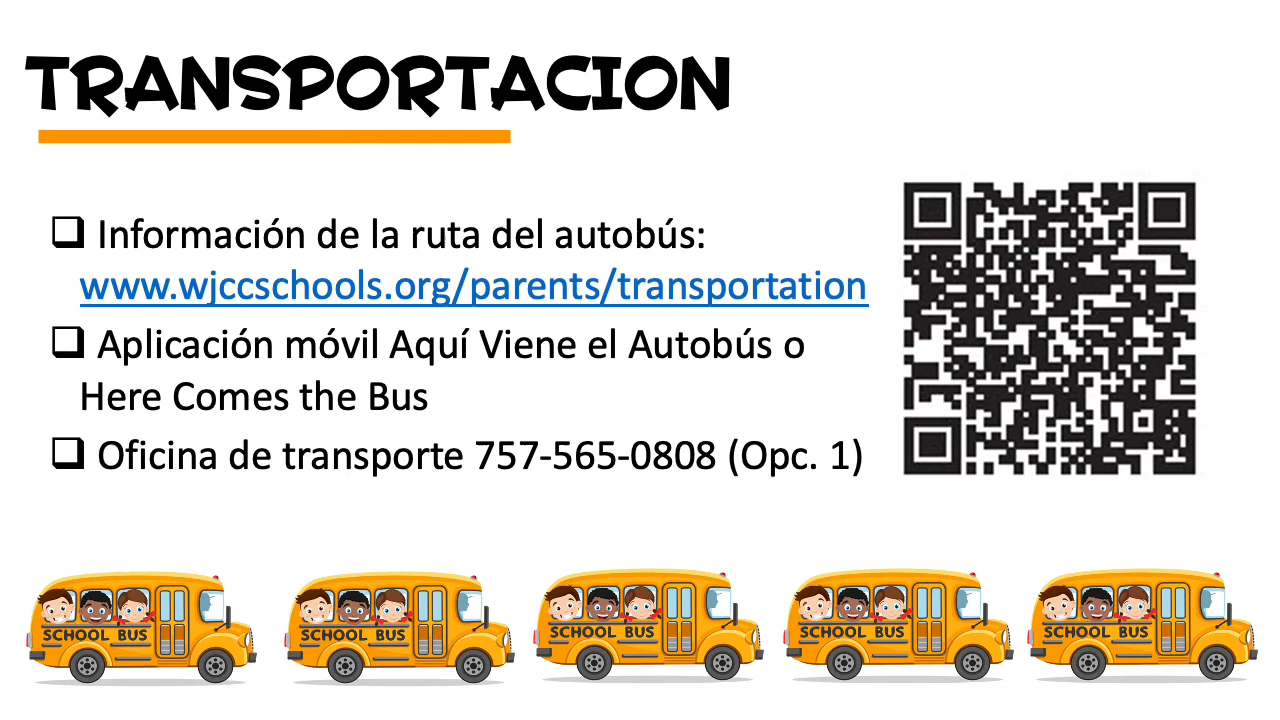 TRANSPORTACION
❑ Información de la ruta del autobús:
www.wjccschools.org/parents/transportation
❑ Aplicación móvil Aquí Viene el Autobús o
Here Comes the Bus
❑ Oficina de transporte 757-565-0808 (Opc. 1)
SCHOOL BUS
SCHOOL BUS
SCHOOL BUS
SCHOOL BUS
SCHOOL BUS